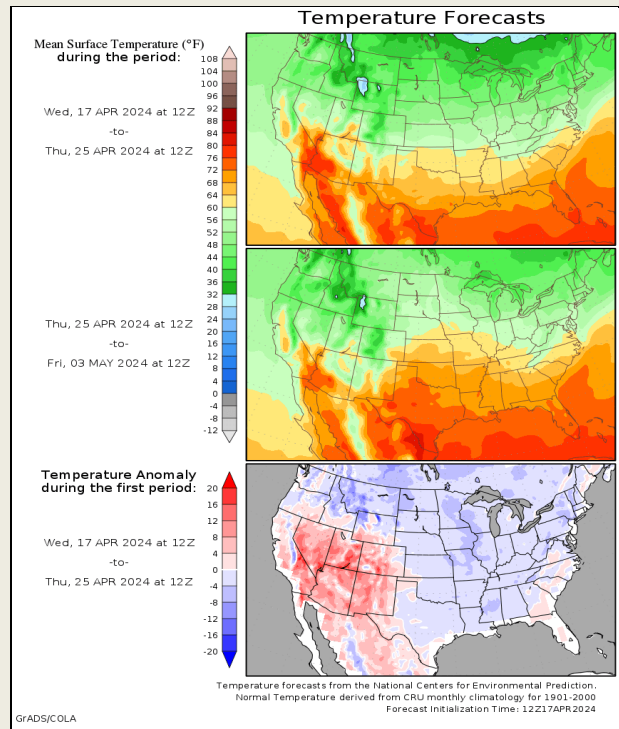 Temperature Forecasts
Mean Surface Temperature (°F)
during the period:
108
104
100
96
92
88
84
80
76
72
68
64
60
56
52
48
44
40
36
32
28
24
20
16
12
8
4
0
-4
-8
-12
Wed, 17 APR 2024 at 12Z
-to-
Thu, 25 APR 2024 at 12Z
Thu, 25 APR 2024 at 12Z
-to-
Fri, 03 MAY 2024 at 12Z
Temperature Anomaly
during the first period:
20
16
12
8
4
0
-4
-8
-12
-16
-20
Wed, 17 APR 2024 at 12Z
-to-
Thu, 25 APR 2024 at 12Z
Temperature forecasts from the National Centers for Environmental Prediction.
Normal Temperature derived from CRU monthly climatology for 1901-2000
Forecast Initialization Time: 12Z17APR2024
GrADS/COLA